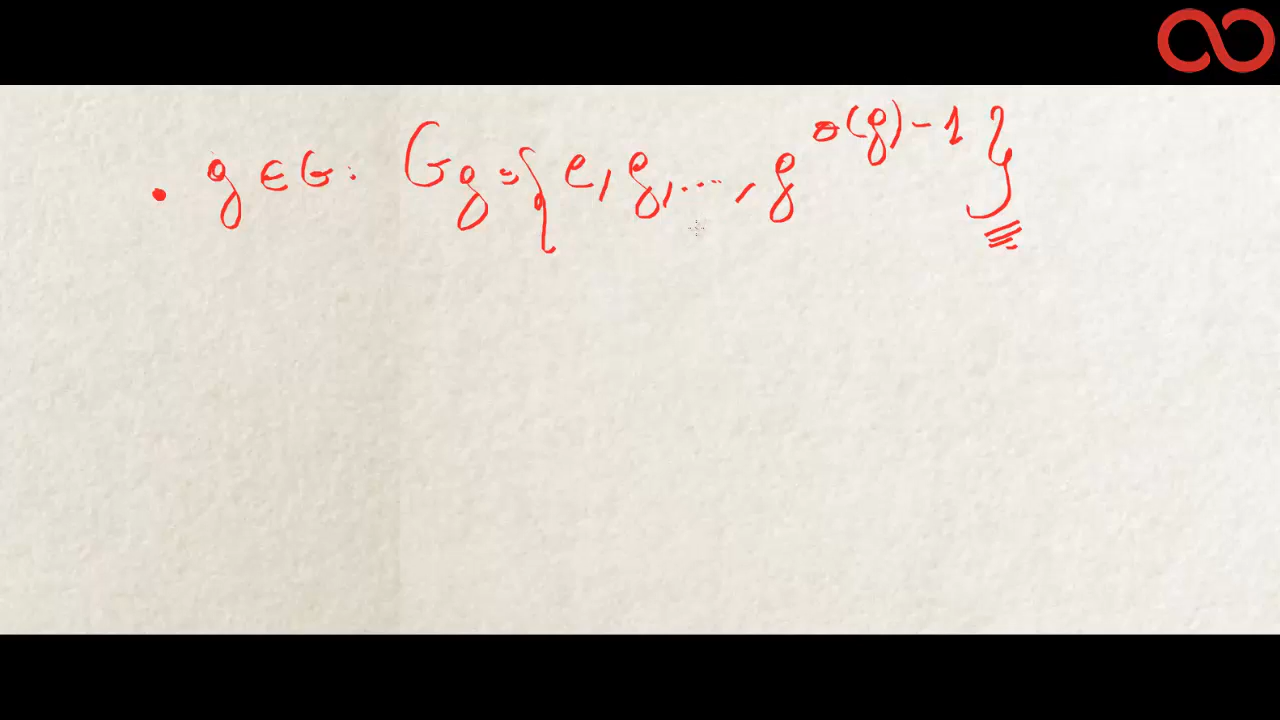 • g ∈ G: G_g = {e, g, ..., g^{o(g)-1}}